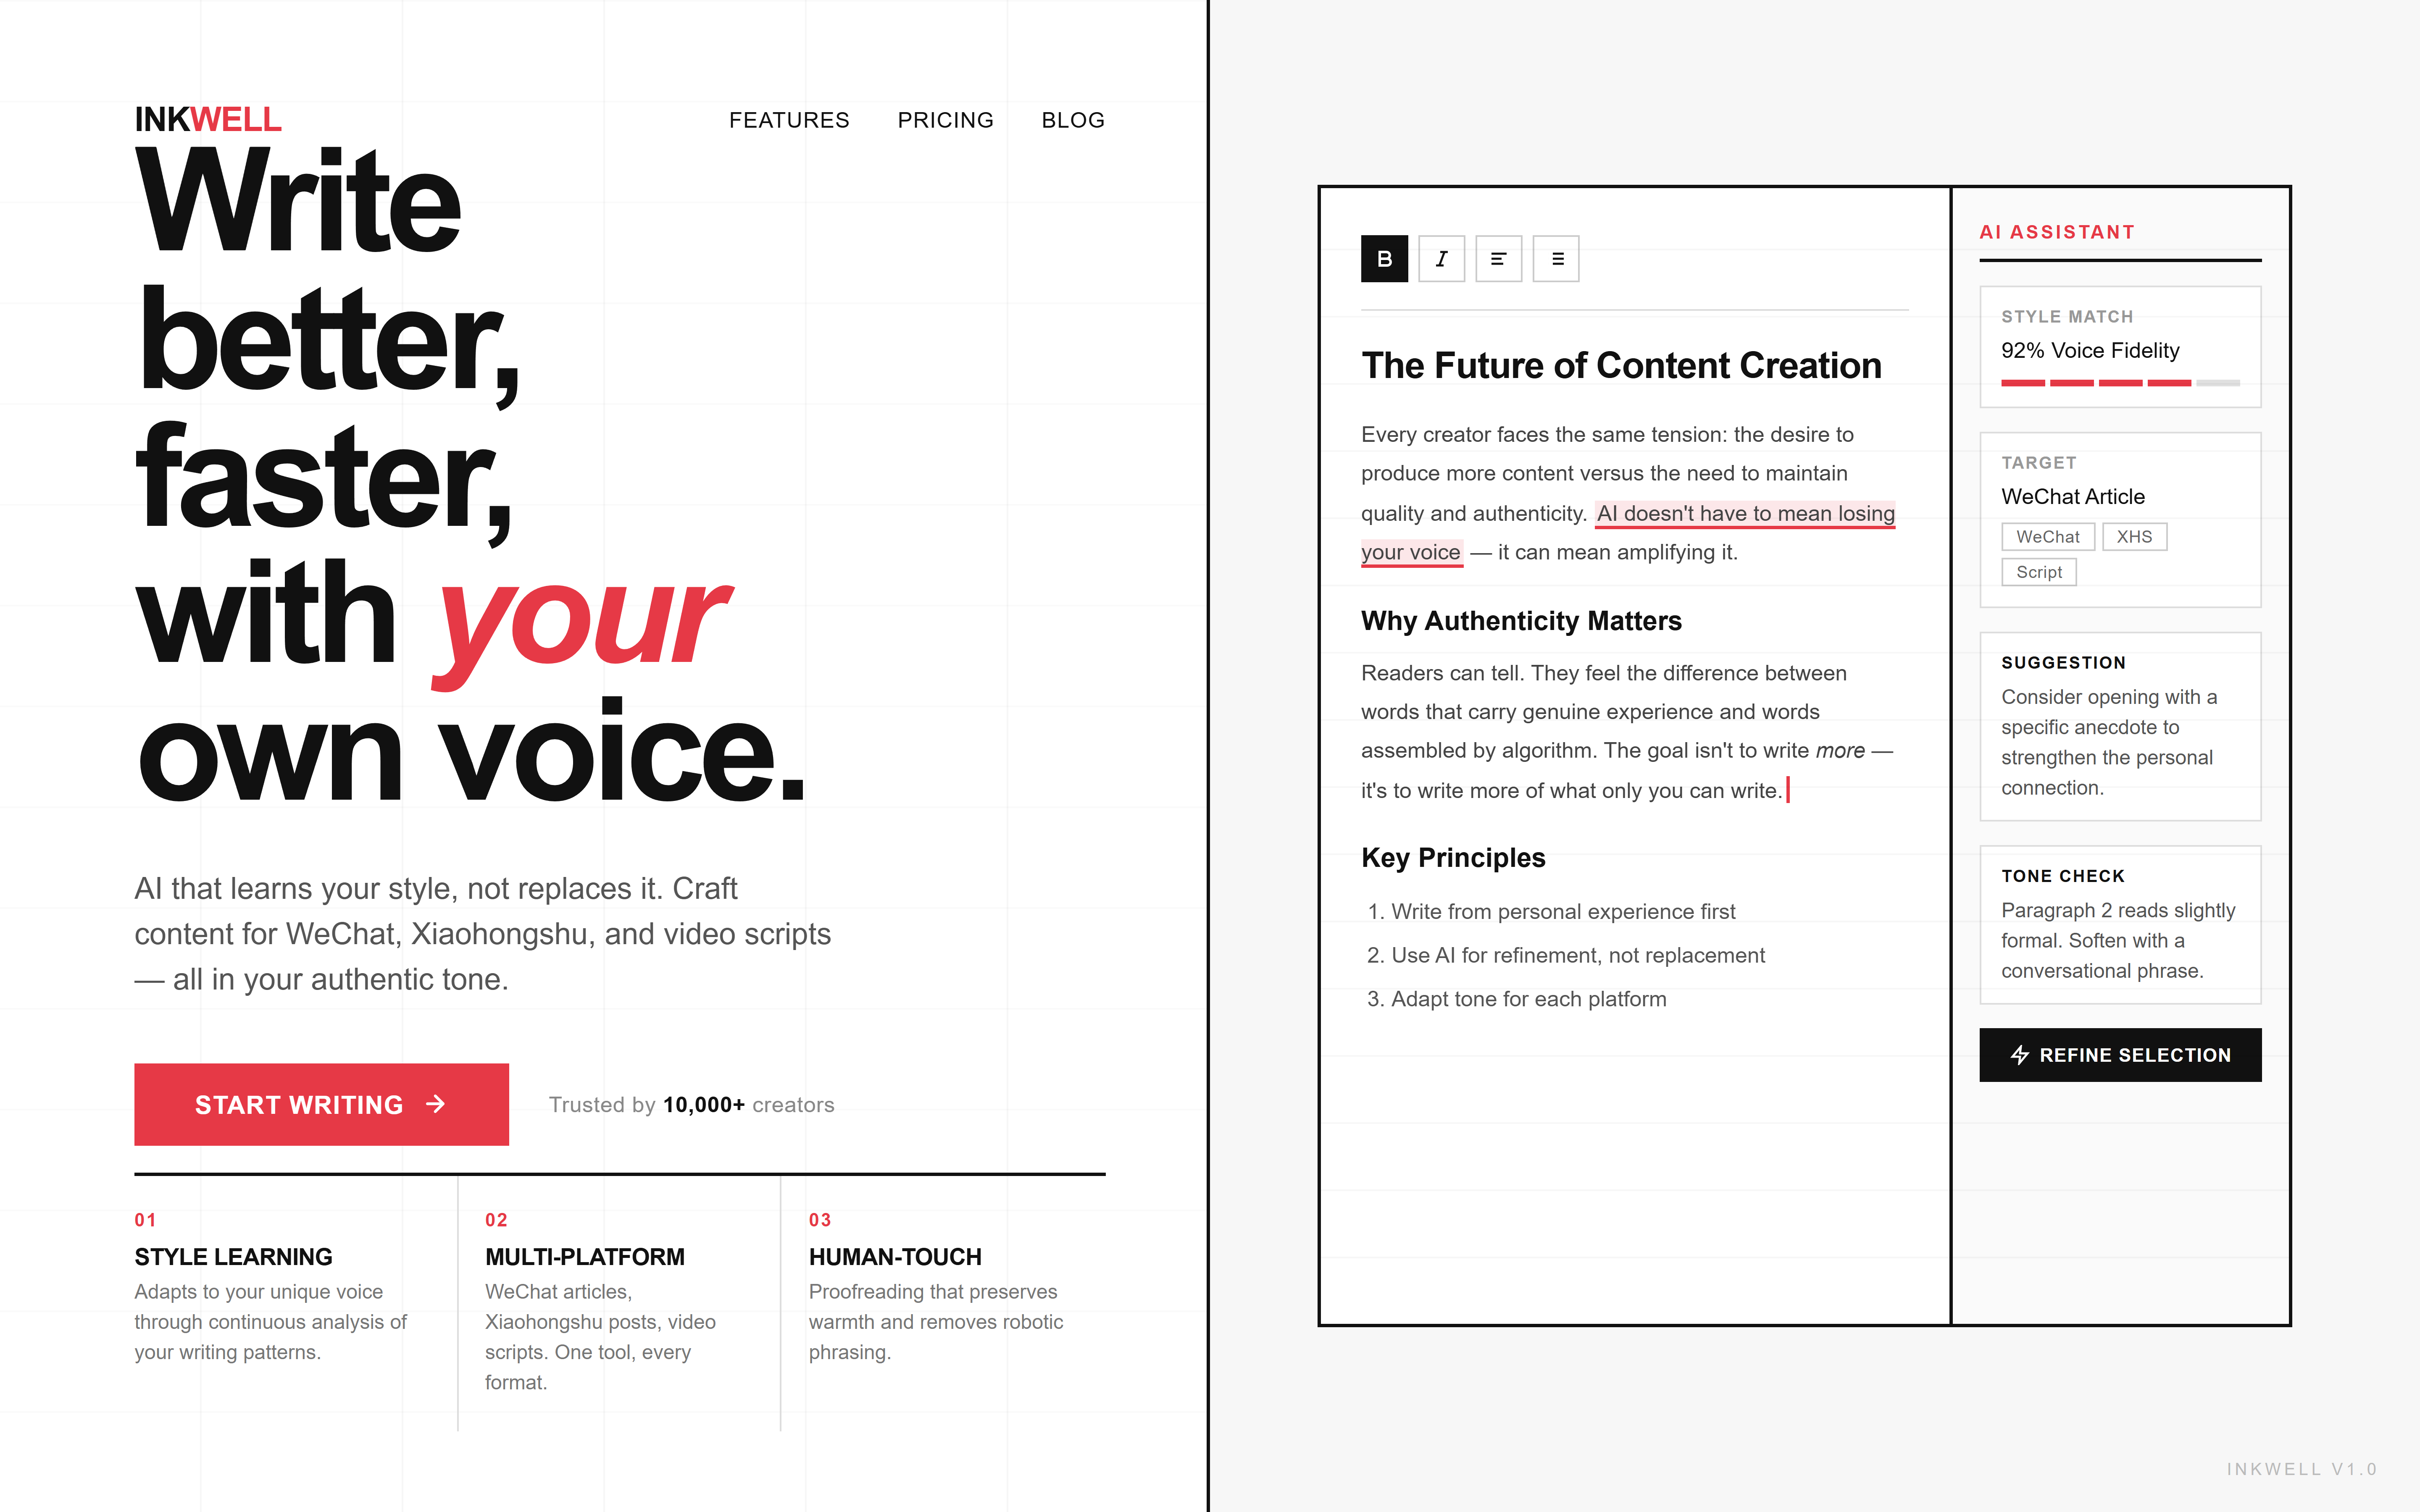 INKWELL
FEATURES PRICING BLOG
Write
better,
faster,
with your
own voice.
AI that learns your style, not replaces it. Craft
content for WeChat, Xiaohongshu, and video scripts
— all in your authentic tone.
START WRITING →
Trusted by 10,000+ creators
01
STYLE LEARNING
Adapts to your unique voice
through continuous analysis of
your writing patterns.
02
MULTI-PLATFORM
WeChat articles,
Xiaohongshu posts, video
scripts. One tool, every
format.
03
HUMAN-TOUCH
Proofreading that preserves
warmth and removes robotic
phrasing.
B I
The Future of Content Creation
Every creator faces the same tension: the desire to
produce more content versus the need to maintain
quality and authenticity. AI doesn't have to mean losing
your voice — it can mean amplifying it.
Why Authenticity Matters
Readers can tell. They feel the difference between
words that carry genuine experience and words
assembled by algorithm. The goal isn't to write more —
it's to write more of what only you can write.
Key Principles
1. Write from personal experience first
2. Use AI for refinement, not replacement
3. Adapt tone for each platform
AI ASSISTANT
STYLE MATCH
92% Voice Fidelity
TARGET
WeChat Article
WeChat XHS
Script
SUGGESTION
Consider opening with a
specific anecdote to
strengthen the personal
connection.
TONE CHECK
Paragraph 2 reads slightly
formal. Soften with a
conversational phrase.
REFINE SELECTION
INKWELL V1.0